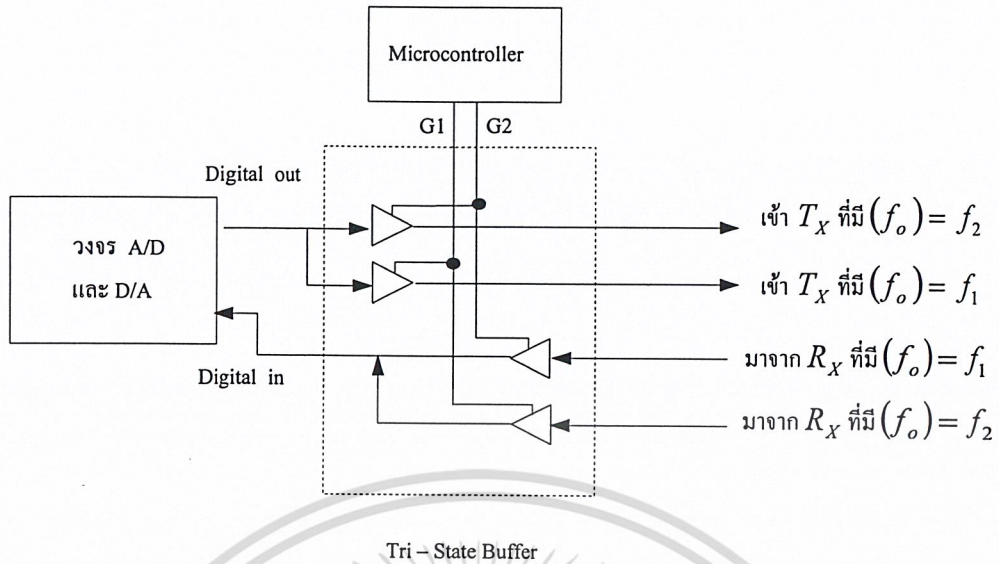 Microcontroller
G1 G2
Digital out
วงจร A/D
และ D/A
เข้า T_X ที่มี (f_o) = f_2
เข้า T_X ที่มี (f_o) = f_1
มาจาก R_X ที่มี (f_o) = f_1
Digital in
มาจาก R_X ที่มี (f_o) = f_2
Tri – State Buffer